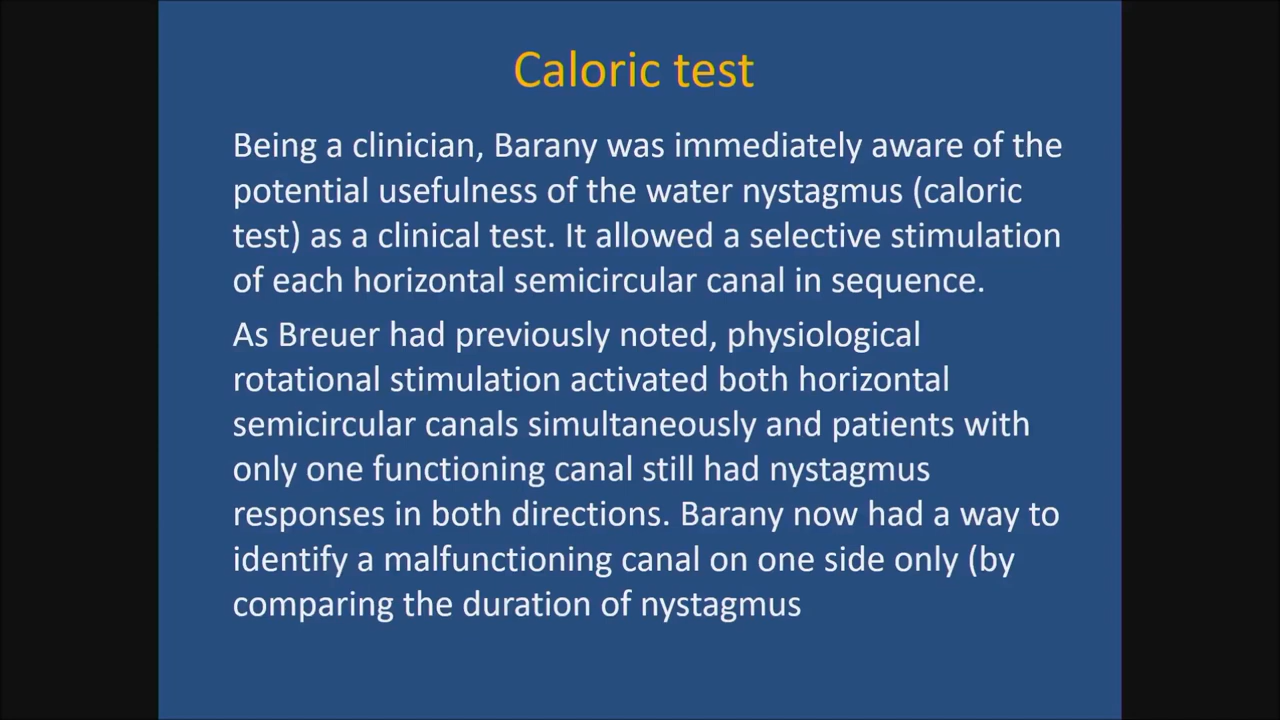 Caloric test
Being a clinician, Barany was immediately aware of the
potential usefulness of the water nystagmus (caloric
test) as a clinical test. It allowed a selective stimulation
of each horizontal semicircular canal in sequence.
As Breuer had previously noted, physiological
rotational stimulation activated both horizontal
semicircular canals simultaneously and patients with
only one functioning canal still had nystagmus
responses in both directions. Barany now had a way to
identify a malfunctioning canal on one side only (by
comparing the duration of nystagmus